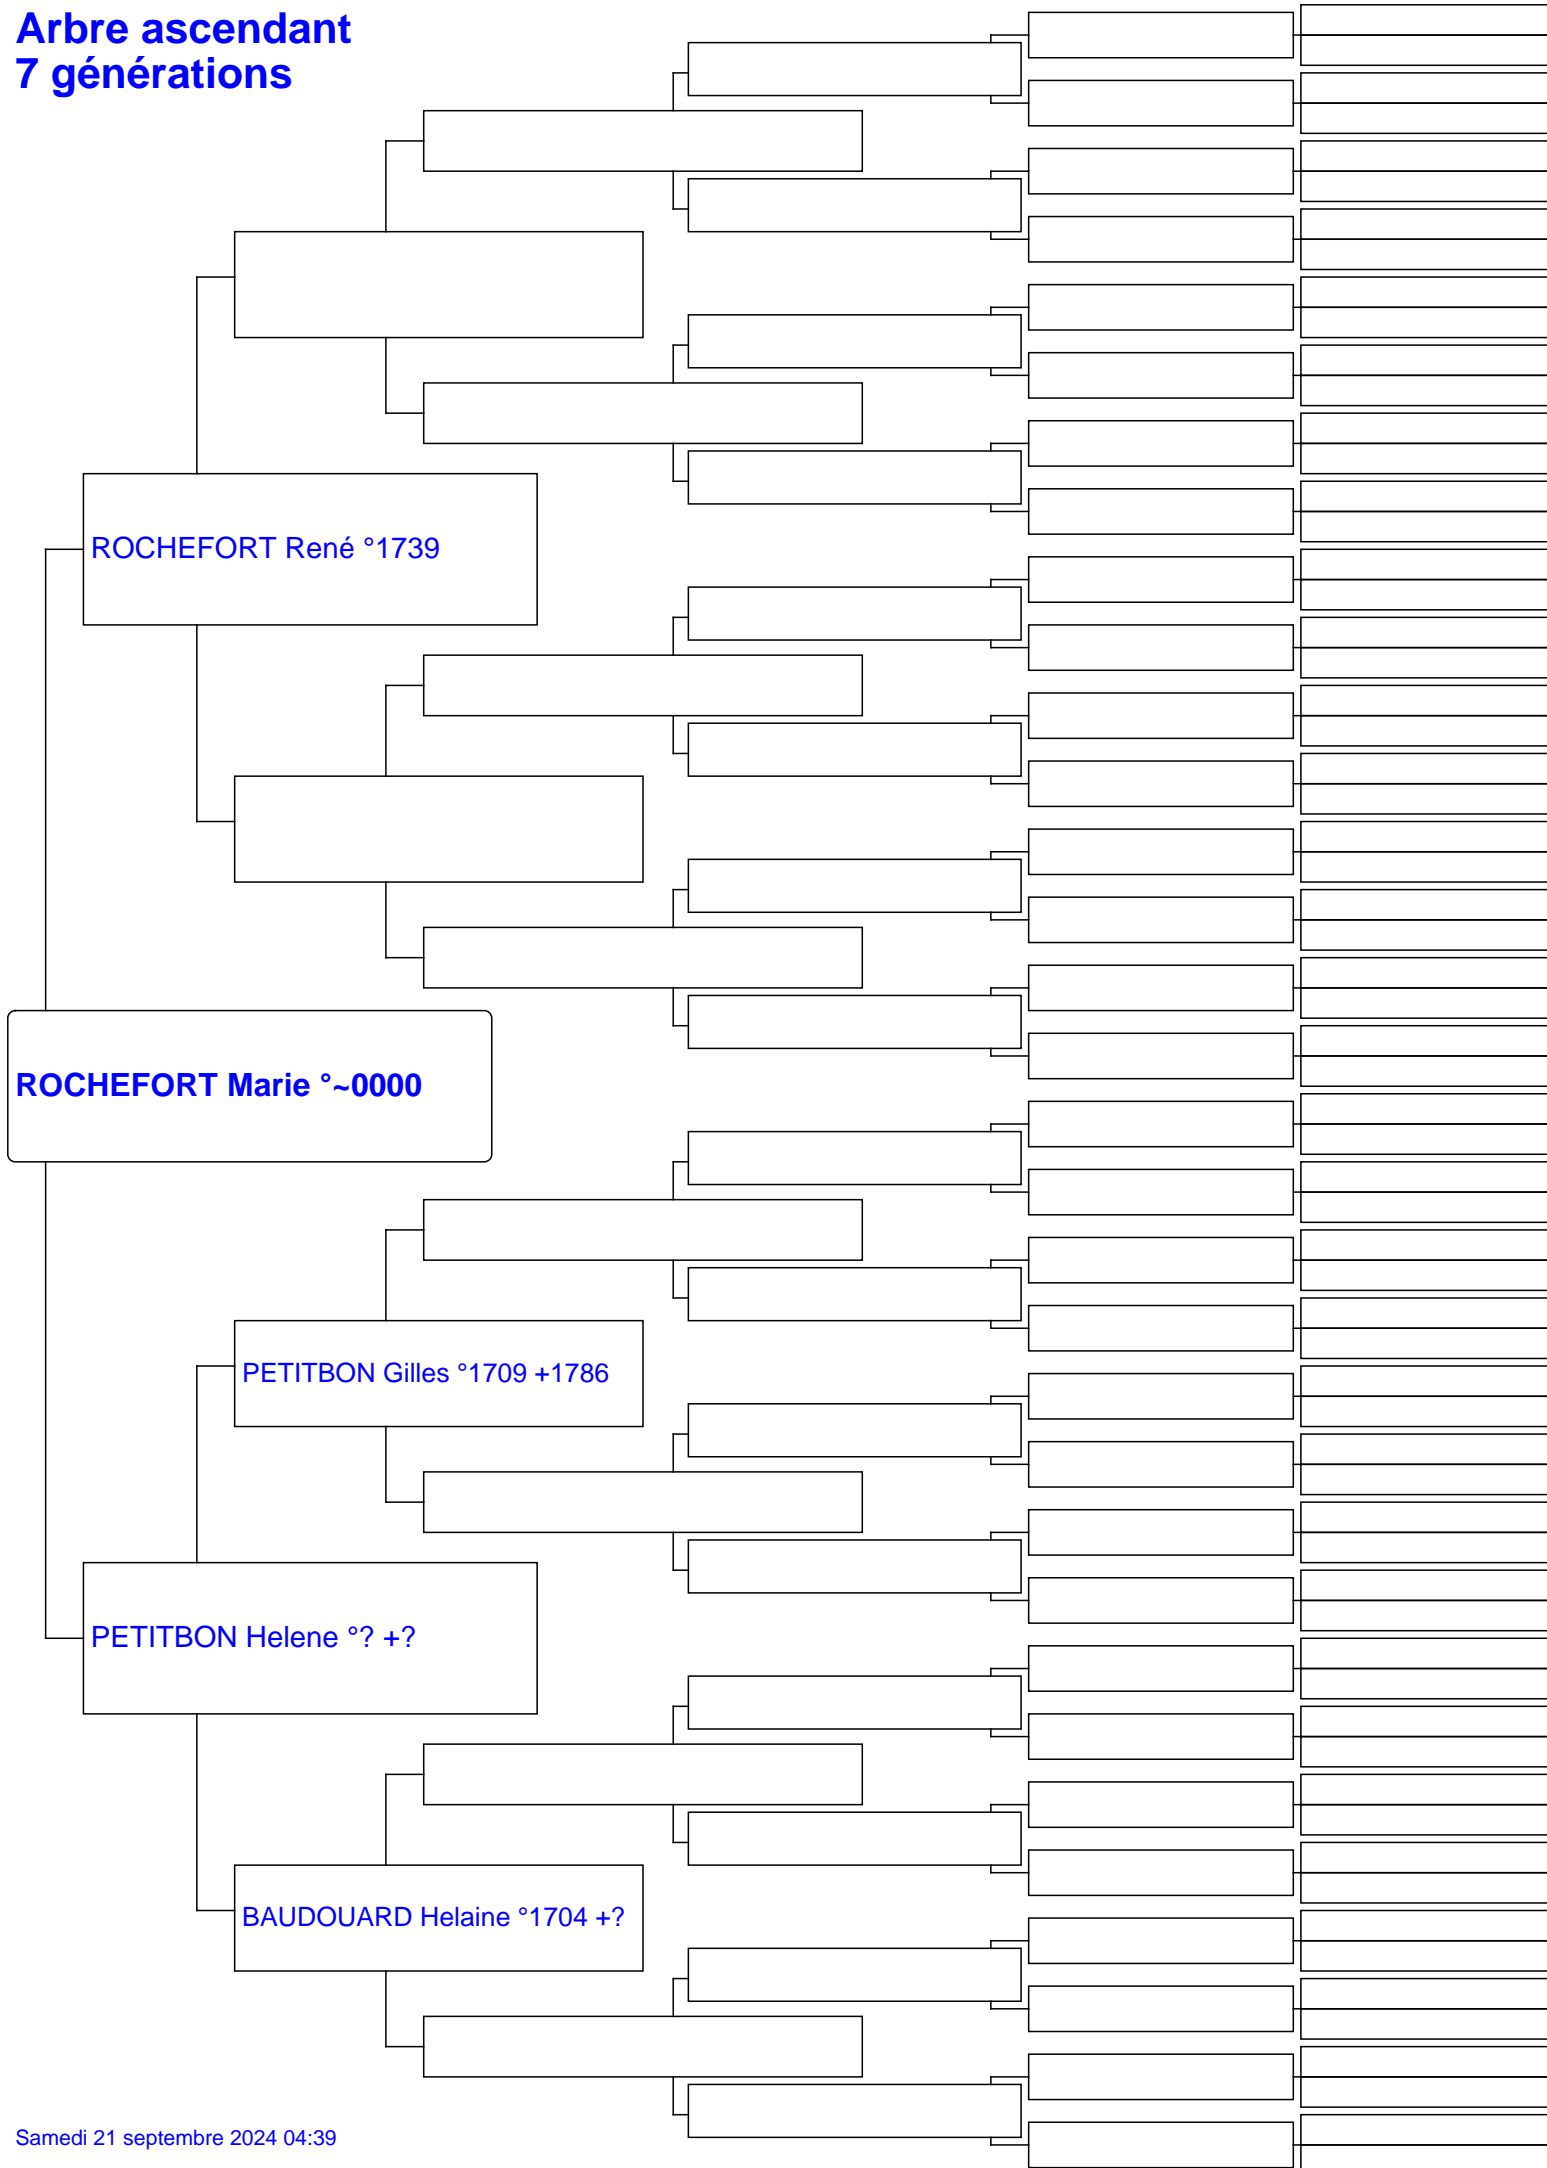 Arbre ascendant
7 générations
ROCHEFORT René °1739
ROCHEFORT Marie °~0000
PETITBON Gilles °1709 +1786
PETITBON Helene °? +?
BAUDOUARD Helaine °1704 +?
Samedi 21 septembre 2024 04:39